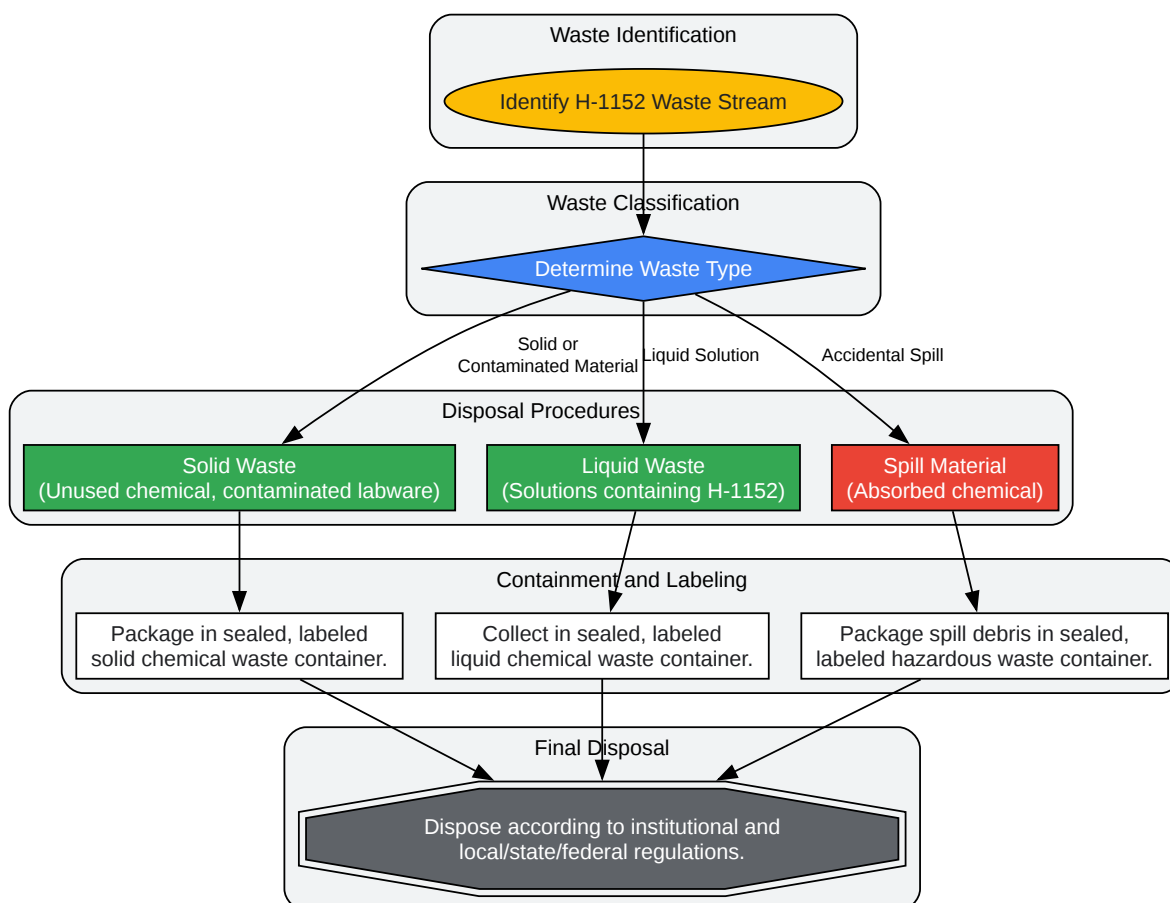 Waste Identification
Identify H-1152 Waste Stream
Waste Classification
Determine Waste Type
Solid or
Contaminated Material
Liquid Solution
Accidental Spill
Disposal Procedures
Solid Waste
(Unused chemical, contaminated labware)
Liquid Waste
(Solutions containing H-1152)
Spill Material
(Absorbed chemical)
Containment and Labeling
Package in sealed, labeled
solid chemical waste container.
Collect in sealed, labeled
liquid chemical waste container.
Package spill debris in sealed,
labeled hazardous waste container.
Final Disposal
Dispose according to institutional and
local/state/federal regulations.